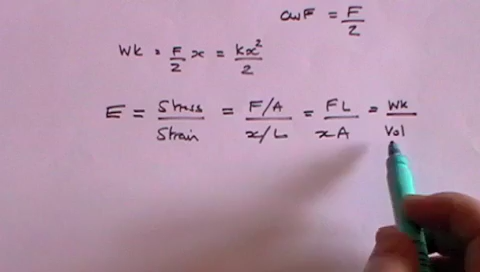 avF = F/2
Wk = F/2 x = kx²/2
E = Stress/Strain = F/A / x/L = FL/xA = Wk/Vol